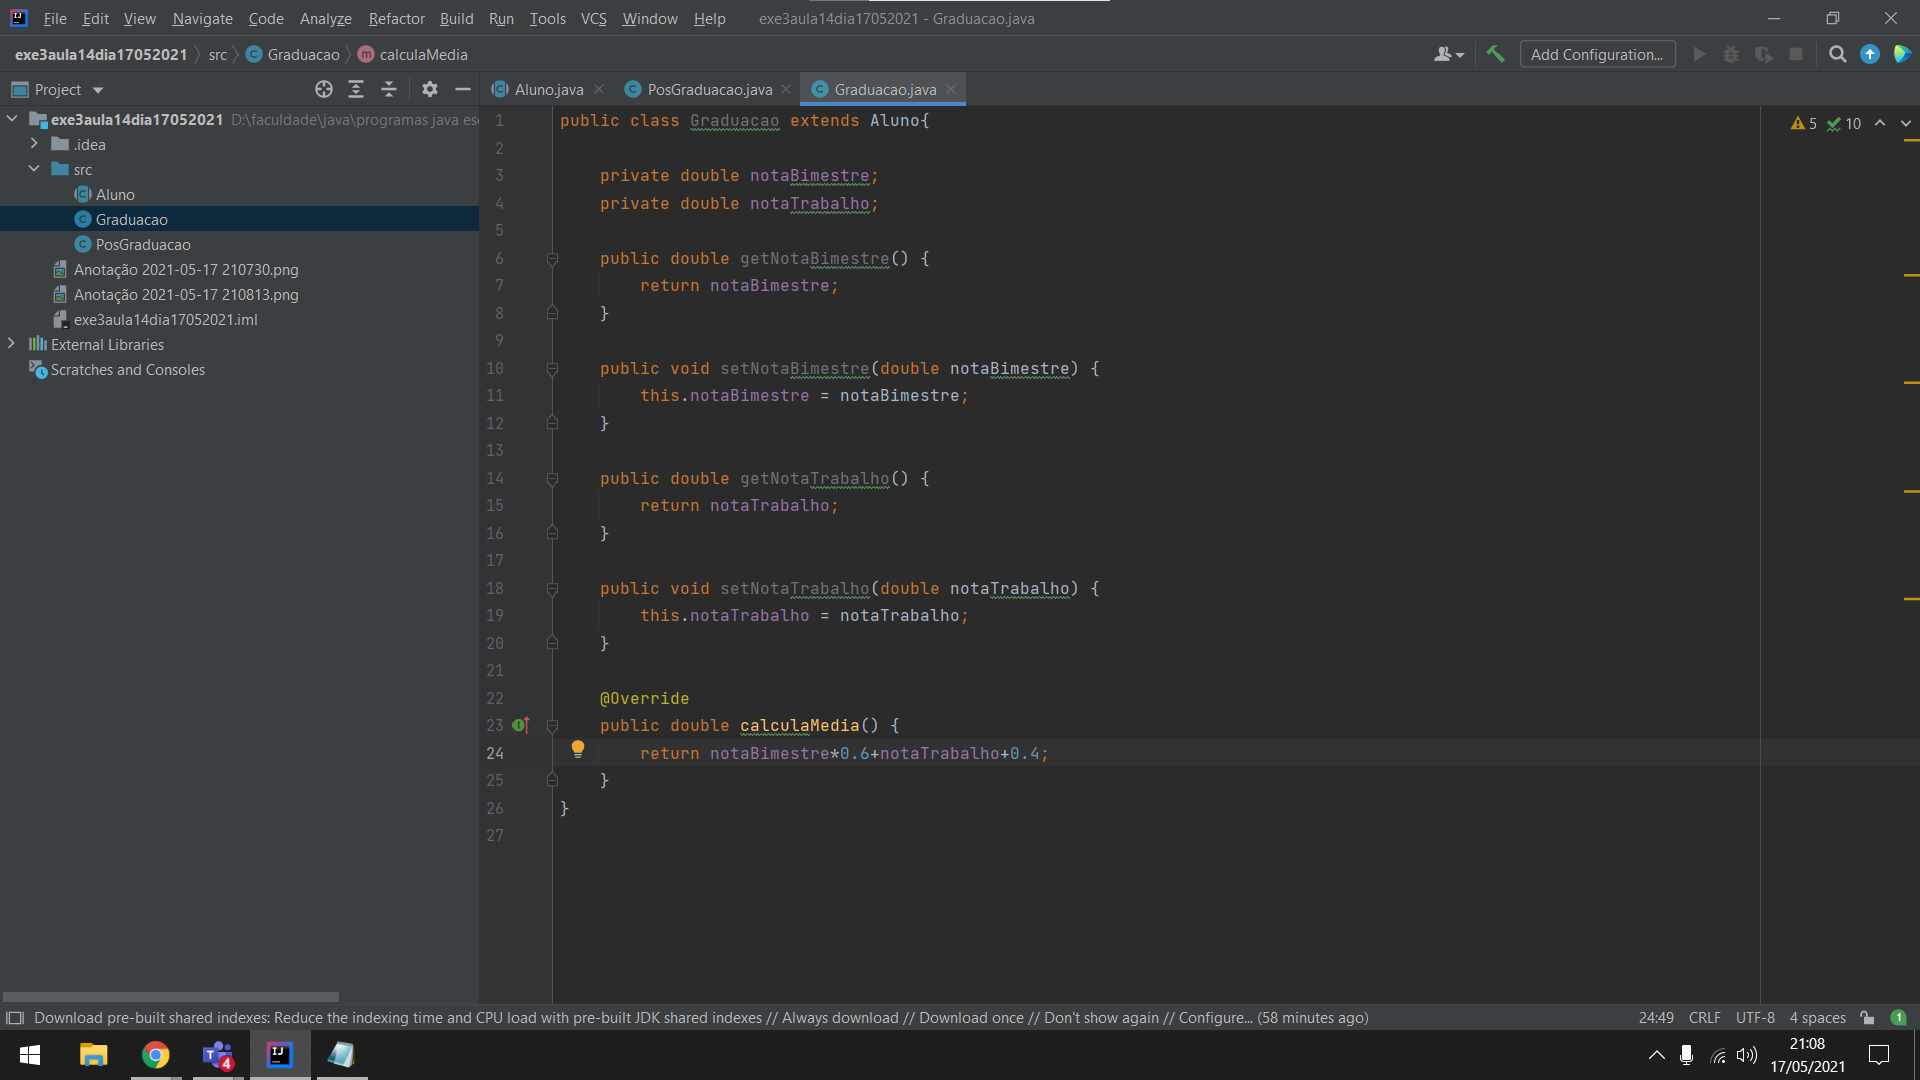 File Edit View Navigate Code Analyze Refactor Build Run Tools VCS Window Help exe3aula14dia17052021 - Graduacao.java
exe3aula14dia17052021 src Graduacao calculaMedia Add Configuration...
Project
Aluno.java PosGraduacao.java Graduacao.java
exe3aula14dia17052021 D:\faculdade\java\programas java es
.idea
src
Aluno
Graduacao
PosGraduacao
Anotação 2021-05-17 210730.png
Anotação 2021-05-17 210813.png
exe3aula14dia17052021.iml
External Libraries
Scratches and Consoles
5 10
1 public class Graduacao extends Aluno{
2
3 private double notaBimestre;
4 private double notaTrabalho;
5
6 public double getNotaBimestre() {
7 return notaBimestre;
8 }
9
10 public void setNotaBimestre(double notaBimestre) {
11 this.notaBimestre = notaBimestre;
12 }
13
14 public double getNotaTrabalho() {
15 return notaTrabalho;
16 }
17
18 public void setNotaTrabalho(double notaTrabalho) {
19 this.notaTrabalho = notaTrabalho;
20 }
21
22 @Override
23 public double calculaMedia() {
24 return notaBimestre*0.6+notaTrabalho+0.4;
25 }
26 }
27
Download pre-built shared indexes: Reduce the indexing time and CPU load with pre-built JDK shared indexes // Always download // Download once // Don't show again // Configure... (58 minutes ago) 24:49 CRLF UTF-8 4 spaces 1
4
21:08
17/05/2021